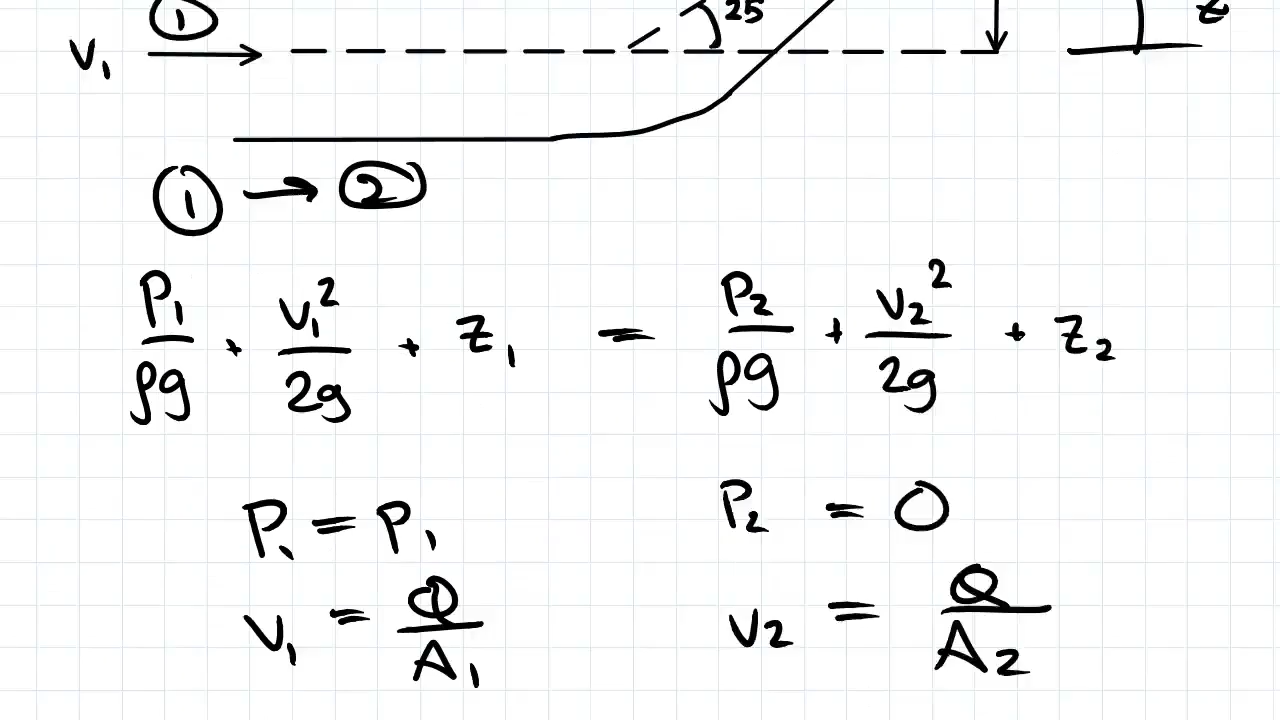 ①
25
z
V₁
① → ②
P₁/ρg + V₁²/2g + Z₁ = P₂/ρg + V₂²/2g + Z₂
P₁ = P₁ P₂ = 0
V₁ = Q/A₁ V₂ = Q/A₂